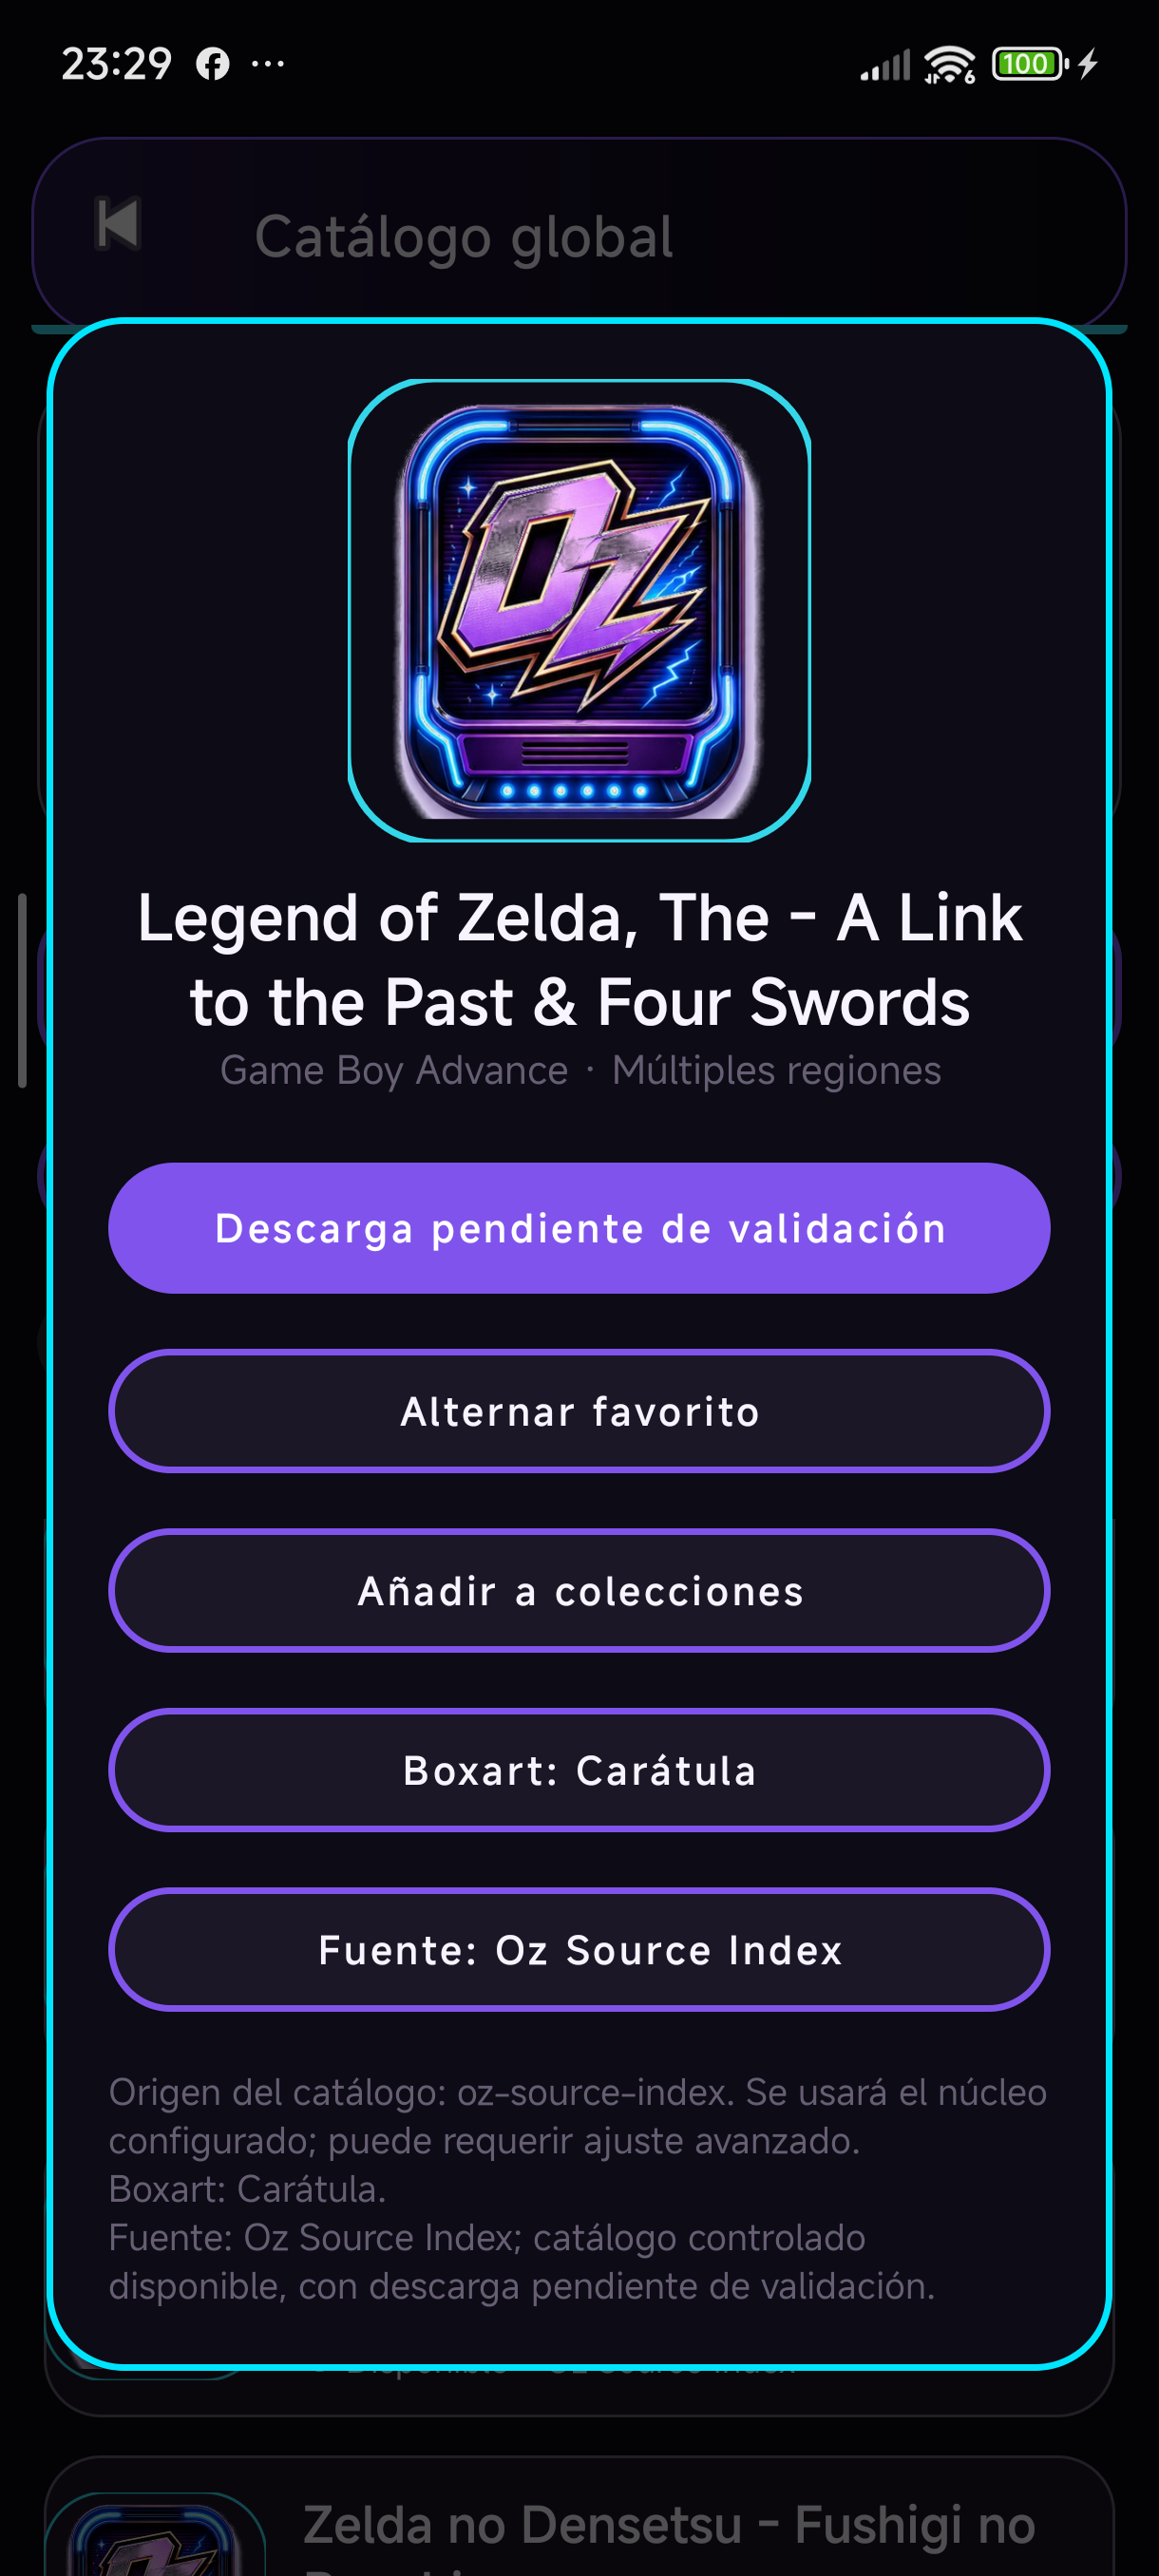 23:29
100
6
Catálogo global
OZ
Legend of Zelda, The - A Link
to the Past & Four Swords
Game Boy Advance · Múltiples regiones
Descarga pendiente de validación
Alternar favorito
Añadir a colecciones
Boxart: Carátula
Fuente: Oz Source Index
Origen del catálogo: oz-source-index. Se usará el núcleo
configurado; puede requerir ajuste avanzado.
Boxart: Carátula.
Fuente: Oz Source Index; catálogo controlado
disponible, con descarga pendiente de validación.
Zelda no Densetsu - Fushigi no